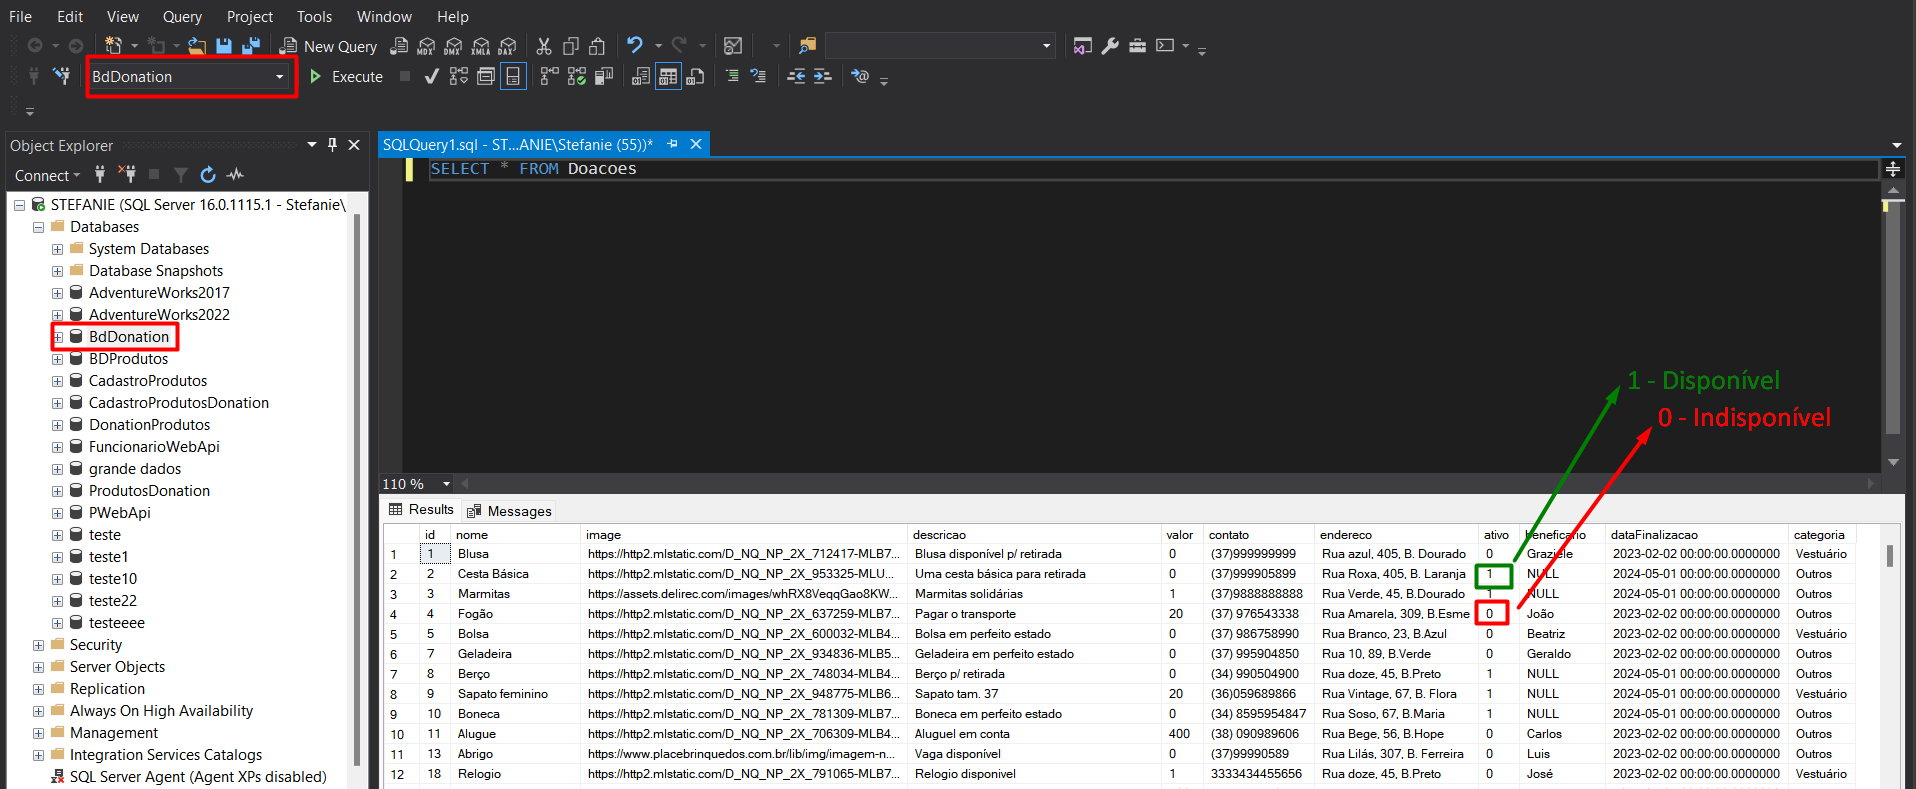 File Edit View Query Project Tools Window Help
New Query MDX DMX XMLA DAX
BdDonation Execute
Object Explorer
Connect
STEFANIE (SQL Server 16.0.1115.1 - Stefanie\
Databases
System Databases
Database Snapshots
AdventureWorks2017
AdventureWorks2022
BdDonation
BDProdutos
CadastroProdutos
CadastroProdutosDonation
DonationProdutos
FuncionarioWebApi
grande dados
ProdutosDonation
PWebApi
teste
teste1
teste10
teste22
testeeee
Security
Server Objects
Replication
Always On High Availability
Management
Integration Services Catalogs
SQL Server Agent (Agent XPs disabled)
SQLQuery1.sql - ST...ANIE\Stefanie (55))*
SELECT * FROM Doacoes
1 - Disponível
0 - Indisponível
110 %
Results Messages
id nome image descricao valor contato endereco ativo beneficario dataFinalizacao categoria
1 1 Blusa https://http2.mlstatic.com/D_NQ_NP_2X_712417-MLB7... Blusa disponível p/ retirada 0 (37)999999999 Rua azul, 405, B. Dourado 0 Graziele 2023-02-02 00:00:00.0000000 Vestuário
2 2 Cesta Básica https://http2.mlstatic.com/D_NQ_NP_2X_953325-MLU... Uma cesta básica para retirada 0 (37)999905899 Rua Roxa, 405, B. Laranja 1 NULL 2024-05-01 00:00:00.0000000 Outros
3 3 Marmitas https://assets.delirec.com/images/whRX8VeqqGao8KW... Marmitas solidárias 1 (37)9888888888 Rua Verde, 45, B.Dourado 1 NULL 2024-05-01 00:00:00.0000000 Outros
4 4 Fogão https://http2.mlstatic.com/D_NQ_NP_2X_637259-MLB7... Pagar o transporte 20 (37) 976543338 Rua Amarela, 309, B.Esme 0 João 2023-02-02 00:00:00.0000000 Outros
5 5 Bolsa https://http2.mlstatic.com/D_NQ_NP_2X_600032-MLB4... Bolsa em perfeito estado 0 (37) 986758990 Rua Branco, 23, B.Azul 0 Beatriz 2023-02-02 00:00:00.0000000 Vestuário
6 7 Geladeira https://http2.mlstatic.com/D_NQ_NP_2X_934836-MLB5... Geladeira em perfeito estado 0 (37) 995904850 Rua 10, 89, B.Verde 0 Geraldo 2023-02-02 00:00:00.0000000 Outros
7 8 Berço https://http2.mlstatic.com/D_NQ_NP_2X_748034-MLB4... Berço p/ retirada 0 (34) 990504900 Rua doze, 45, B.Preto 1 NULL 2024-05-01 00:00:00.0000000 Outros
8 9 Sapato feminino https://http2.mlstatic.com/D_NQ_NP_2X_948775-MLB6... Sapato tam. 37 20 (36)059689866 Rua Vintage, 67, B. Flora 1 NULL 2024-05-01 00:00:00.0000000 Vestuário
9 10 Boneca https://http2.mlstatic.com/D_NQ_NP_2X_781309-MLB7... Boneca em perfeito estado 0 (34) 8595954847 Rua Soso, 67, B.Maria 1 NULL 2024-05-01 00:00:00.0000000 Outros
10 11 Alugue https://http2.mlstatic.com/D_NQ_NP_2X_706309-MLB4... Aluguel em conta 400 (38) 090989606 Rua Bege, 56, B.Hope 0 Carlos 2023-02-02 00:00:00.0000000 Outros
11 13 Abrigo https://www.placebrinquedos.com.br/lib/img/imagem-n... Vaga disponível 0 (37)99990589 Rua Lilás, 307, B. Ferreira 0 Luis 2023-02-02 00:00:00.0000000 Outros
12 18 Relogio https://http2.mlstatic.com/D_NQ_NP_2X_791065-MLB7... Relogio disponivel 1 3333434455656 Rua doze, 45, B.Preto 0 José 2023-02-02 00:00:00.0000000 Vestuário